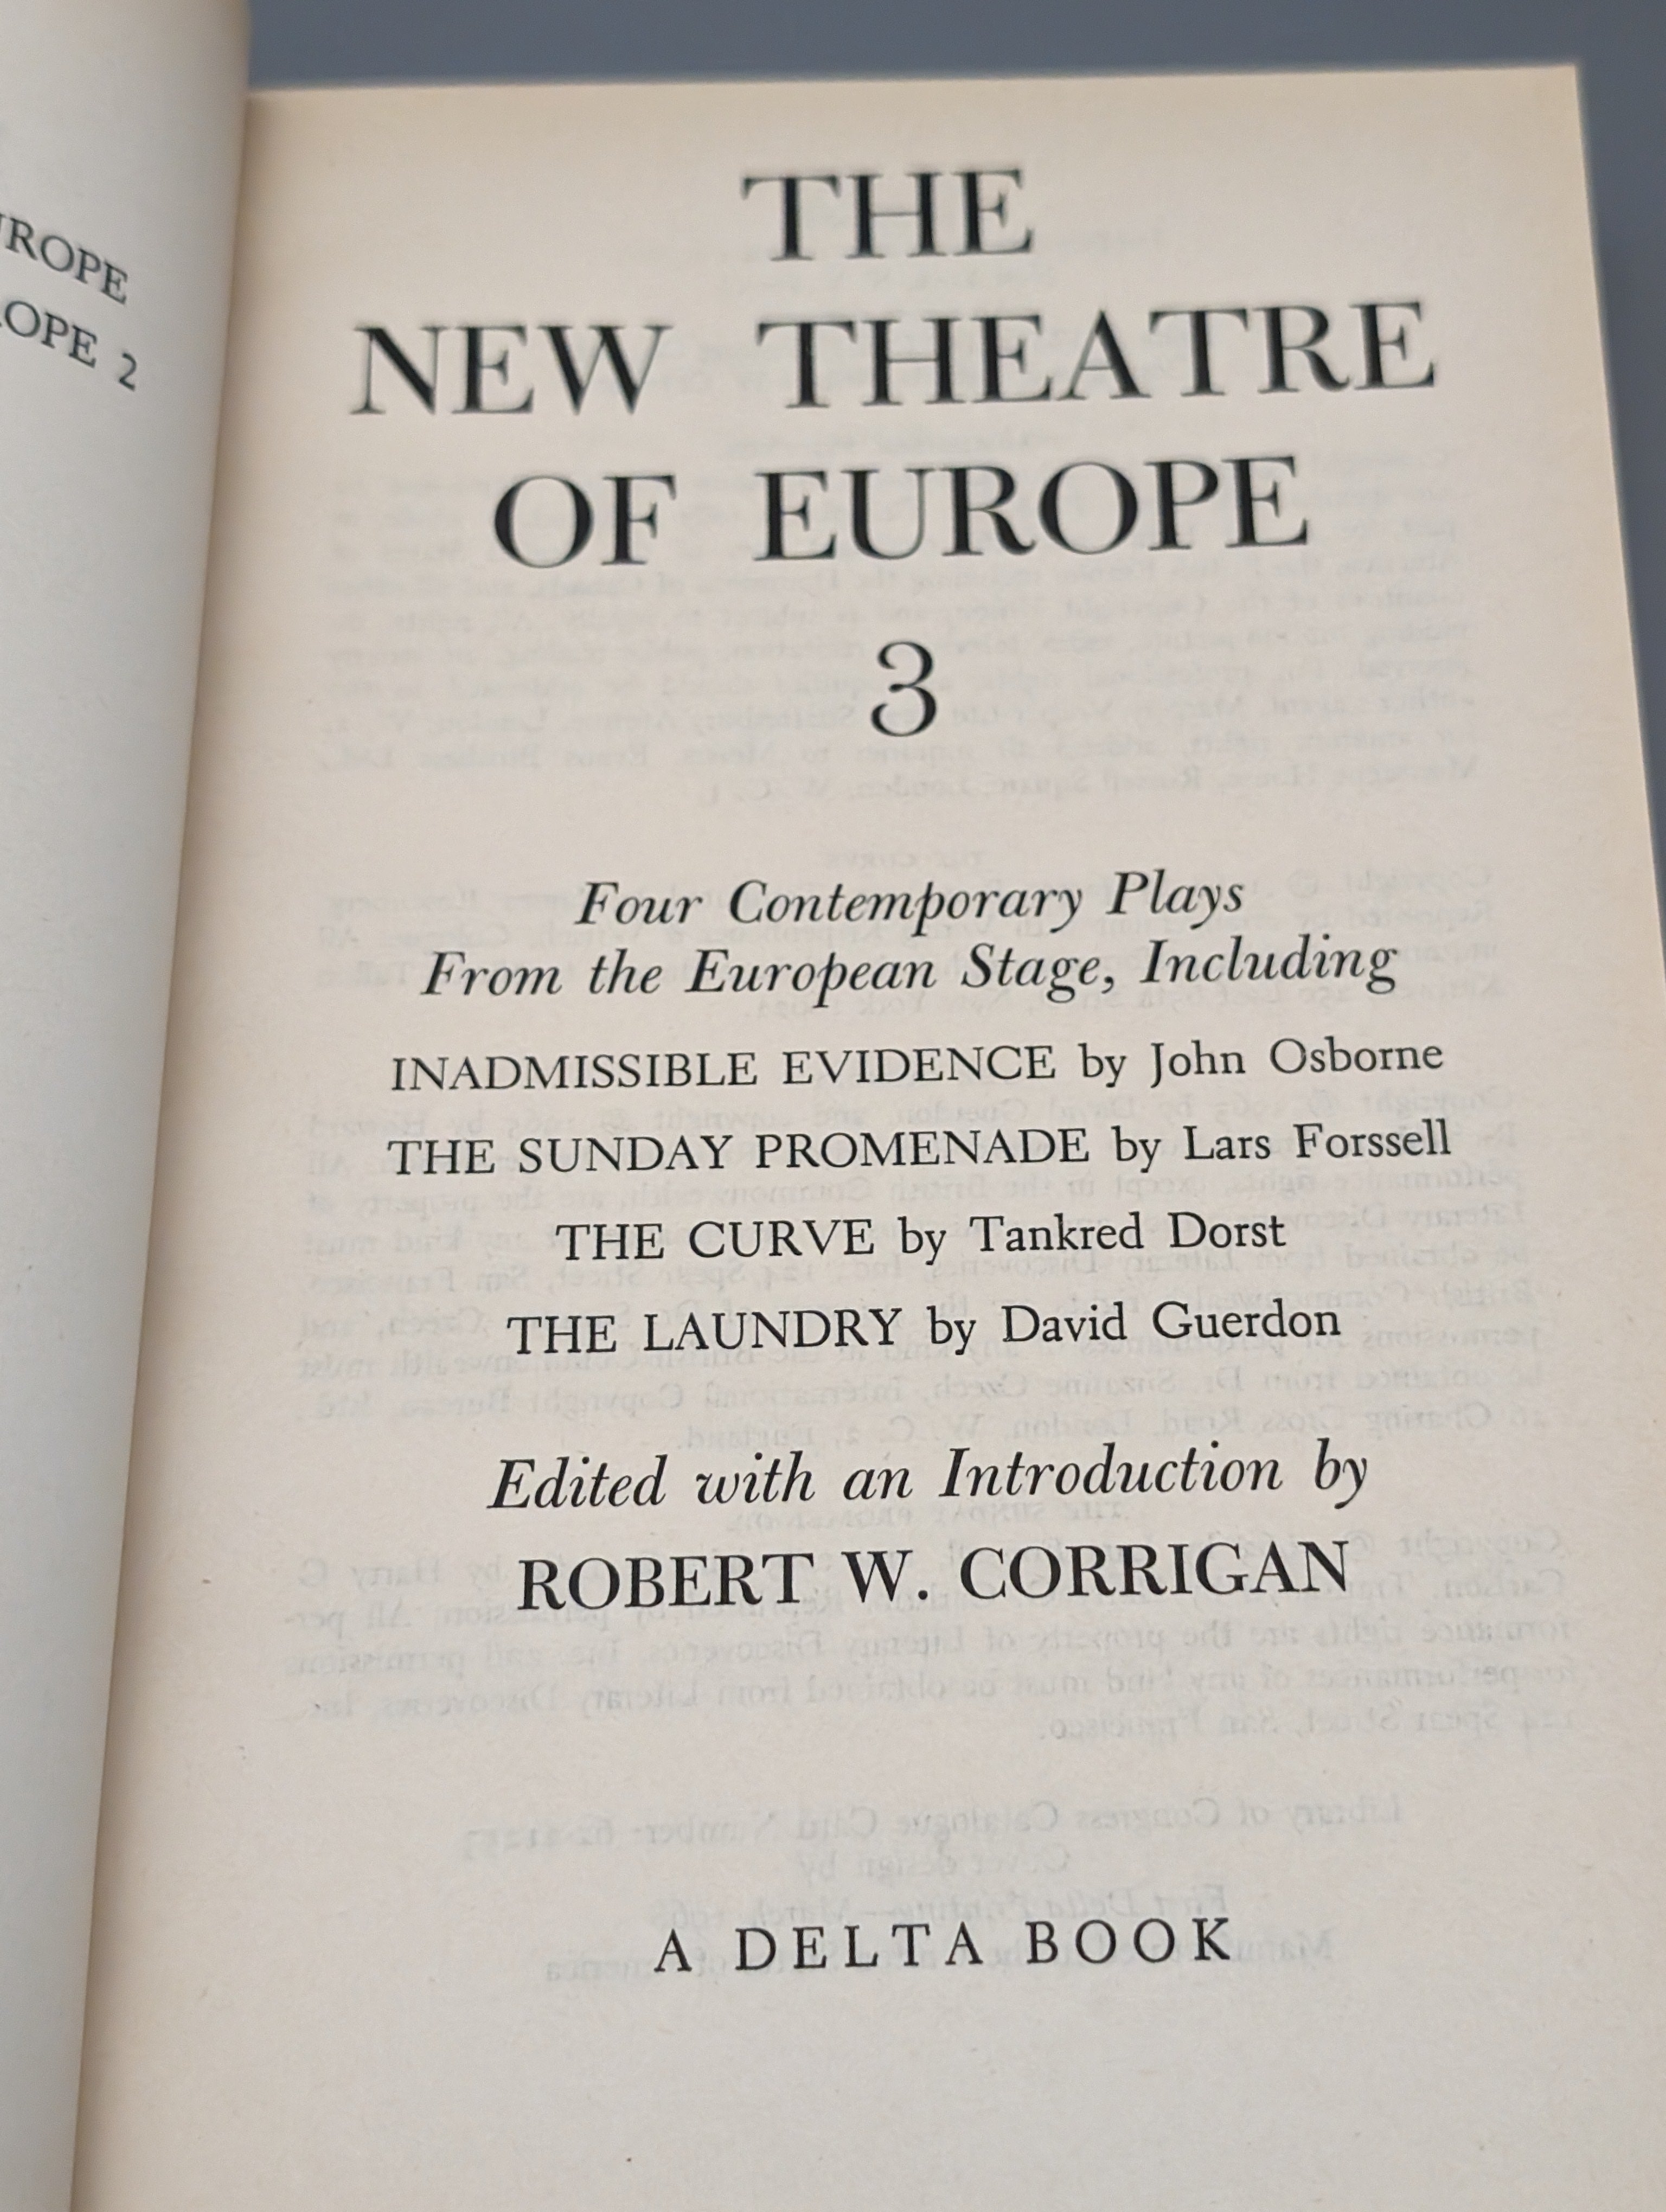 UROPE
OPE 2
THE
NEW THEATRE
OF EUROPE
3
Four Contemporary Plays
From the European Stage, Including
INADMISSIBLE EVIDENCE by John Osborne
THE SUNDAY PROMENADE by Lars Forssell
THE CURVE by Tankred Dorst
THE LAUNDRY by David Guerdon
Edited with an Introduction by
ROBERT W. CORRIGAN
A DELTA BOOK